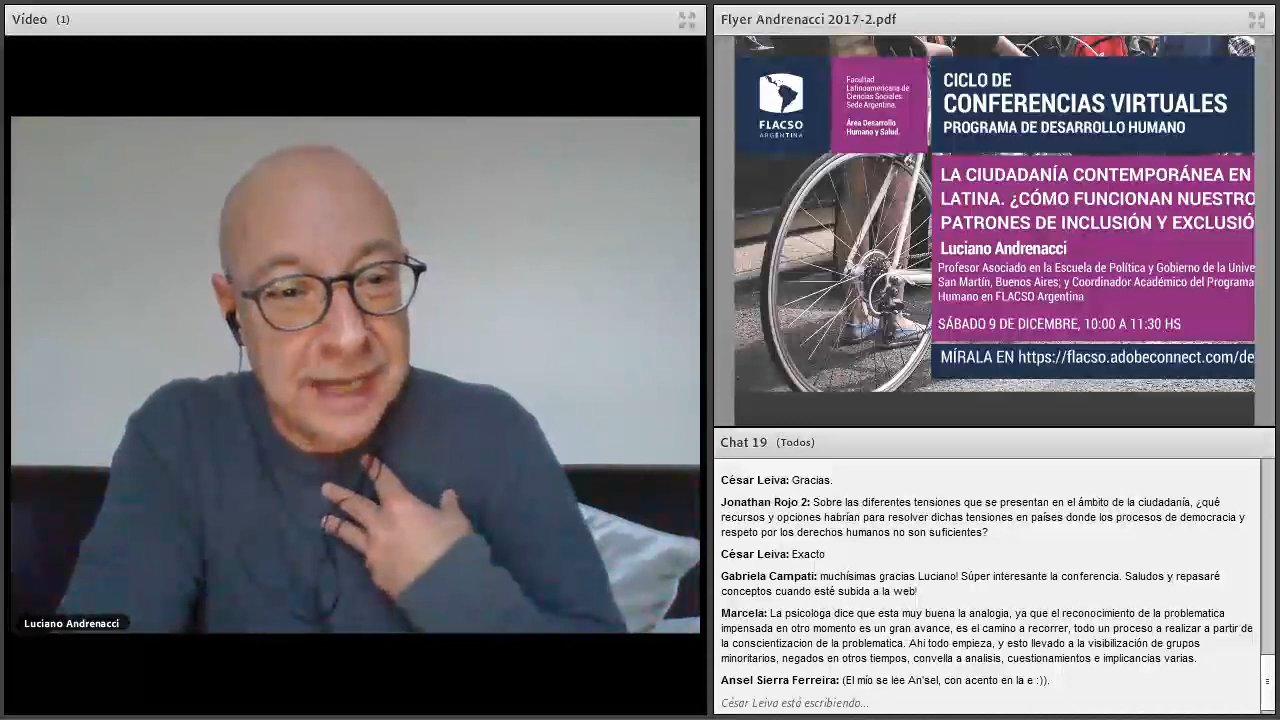 Vídeo (1)
Luciano Andrenacci
Flyer Andrenacci 2017-2.pdf
FLACSO
ARGENTINA
Facultad
Latinoamericana de
Ciencias Sociales.
Sede Argentina.
Área Desarrollo
Humano y Salud.
CICLO DE
CONFERENCIAS VIRTUALES
PROGRAMA DE DESARROLLO HUMANO
LA CIUDADANÍA CONTEMPORÁNEA EN
LATINA. ¿CÓMO FUNCIONAN NUESTRO
PATRONES DE INCLUSIÓN Y EXCLUSIÓ
Luciano Andrenacci
Profesor Asociado en la Escuela de Política y Gobierno de la Unive
San Martín, Buenos Aires; y Coordinador Académico del Programa
Humano en FLACSO Argentina
SÁBADO 9 DE DICIEMBRE, 10:00 A 11:30 HS
MÍRALA EN https://flacso.adobeconnect.com/de
Chat 19 (Todos)
César Leiva: Gracias.
Jonathan Rojo 2: Sobre las diferentes tensiones que se presentan en el ámbito de la ciudadanía, ¿qué
recursos y opciones habrían para resolver dichas tensiones en países donde los procesos de democracia y
respeto por los derechos humanos no son suficientes?
César Leiva: Exacto
Gabriela Campati: muchísimas gracias Luciano! Súper interesante la conferencia. Saludos y repasaré
conceptos cuando esté subida a la web!
Marcela: La psicologa dice que esta muy buena la analogia, ya que el reconocimiento de la problematica
impensada en otro momento es un gran avance, es el camino a recorrer, todo un proceso a realizar a partir de
la conscientizacion de la problemática. Ahi todo empieza, y esto llevado a la visibilización de grupos
minoritarios, negados en otros tiempos, convella a analisis, cuestionamientos e implicancias varias.
Ansel Sierra Ferreira: (El mío se lee An'sel, con acento en la e :)).
César Leiva está escribiendo...